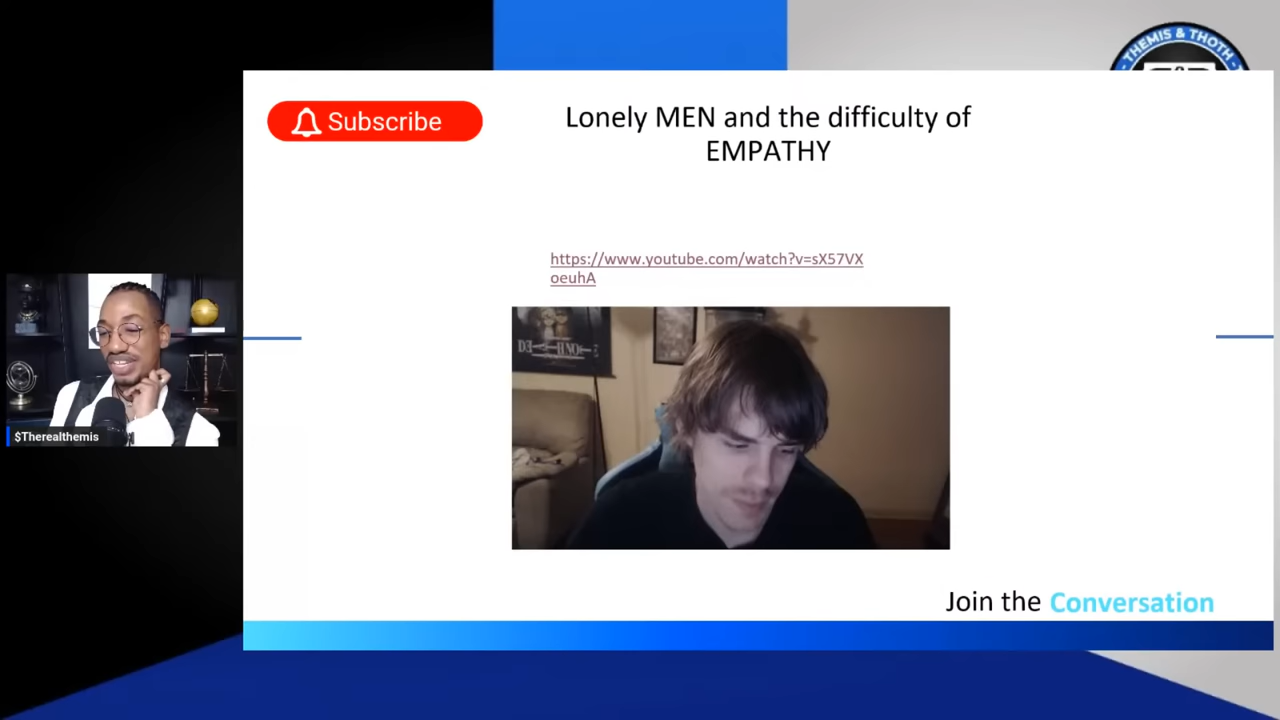 THEMIS & THOTH
Subscribe
Lonely MEN and the difficulty of
EMPATHY
https://www.youtube.com/watch?v=sX57VX
oeuhA
$Therealthemis
Join the Conversation